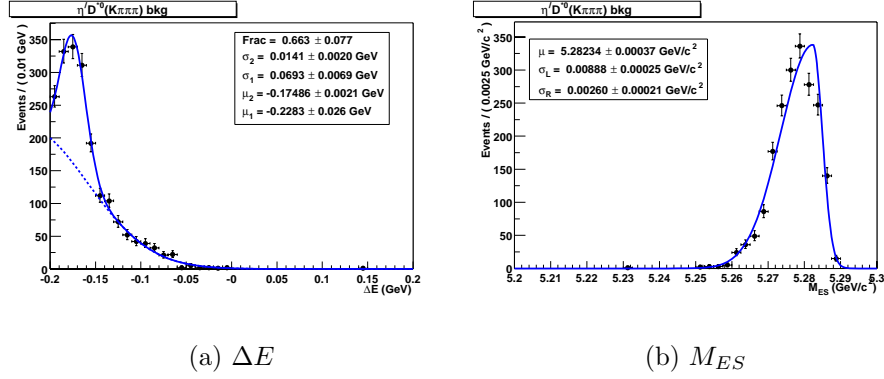 η′D*⁰(Kπππ) bkg
Events / ( 0.01 GeV )
350
300
250
200
150
100
50
0
Frac = 0.663 ± 0.077
σ₂ = 0.0141 ± 0.0020 GeV
σ₁ = 0.0693 ± 0.0069 GeV
μ₂ = -0.17486 ± 0.0021 GeV
μ₁ = -0.2283 ± 0.026 GeV
-0.2 -0.15 -0.1 -0.05 -0 0.05 0.1 0.15 0.2
ΔE (GeV)
(a) ΔE
η′D*⁰(Kπππ) bkg
Events / ( 0.0025 GeV/c² )
350
300
250
200
150
100
50
0
μ = 5.28234 ± 0.00037 GeV/c²
σL = 0.00888 ± 0.00025 GeV/c²
σR = 0.00260 ± 0.00021 GeV/c²
5.2 5.21 5.22 5.23 5.24 5.25 5.26 5.27 5.28 5.29 5.3
MES (GeV/c²)
(b) MES